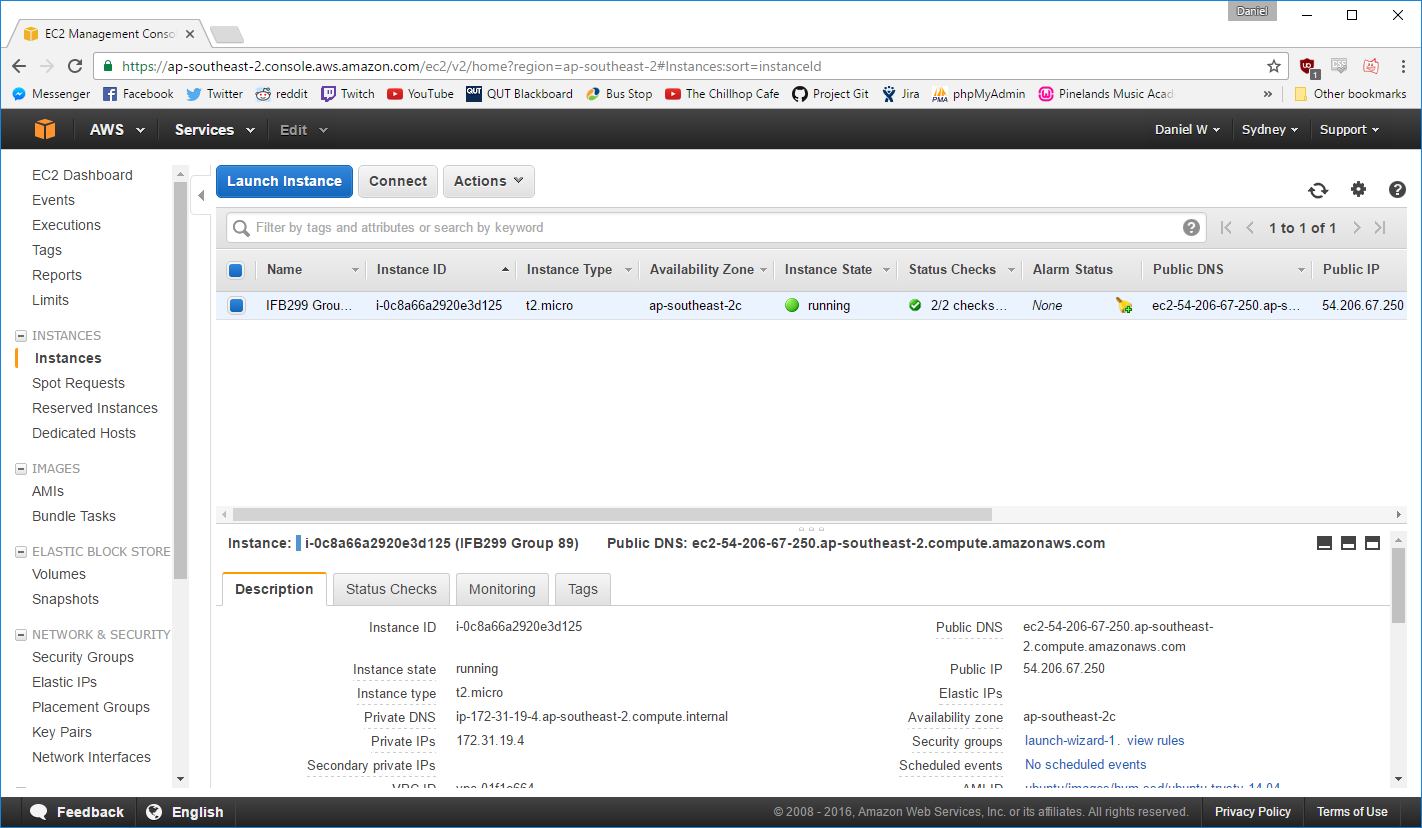 Daniel
EC2 Management Conso
https://ap-southeast-2.console.aws.amazon.com/ec2/v2/home?region=ap-southeast-2#Instances:sort=instanceId
Messenger Facebook Twitter reddit Twitch YouTube QUT QUT Blackboard Bus Stop The Chillhop Cafe Project Git Jira PMA phpMyAdmin Pinelands Music Acad » Other bookmarks
AWS Services Edit Daniel W Sydney Support
EC2 Dashboard
Events
Executions
Tags
Reports
Limits
INSTANCES
Instances
Spot Requests
Reserved Instances
Dedicated Hosts
IMAGES
AMIs
Bundle Tasks
ELASTIC BLOCK STORE
Volumes
Snapshots
NETWORK & SECURITY
Security Groups
Elastic IPs
Placement Groups
Key Pairs
Network Interfaces
Launch Instance Connect Actions
Filter by tags and attributes or search by keyword 1 to 1 of 1
Name Instance ID Instance Type Availability Zone Instance State Status Checks Alarm Status Public DNS Public IP
IFB299 Grou... i-0c8a66a2920e3d125 t2.micro ap-southeast-2c running 2/2 checks... None ec2-54-206-67-250.ap-s... 54.206.67.250
Instance: i-0c8a66a2920e3d125 (IFB299 Group 89) Public DNS: ec2-54-206-67-250.ap-southeast-2.compute.amazonaws.com
Description Status Checks Monitoring Tags
Instance ID i-0c8a66a2920e3d125 Public DNS ec2-54-206-67-250.ap-southeast-
2.compute.amazonaws.com
Instance state running Public IP 54.206.67.250
Instance type t2.micro Elastic IPs
Private DNS ip-172-31-19-4.ap-southeast-2.compute.internal Availability zone ap-southeast-2c
Private IPs 172.31.19.4 Security groups launch-wizard-1. view rules
Secondary private IPs Scheduled events No scheduled events
VPC ID vpc-01f1e664 AMI ID ubuntu/images/hvm-ssd/ubuntu-trusty-14.04
Feedback English © 2008 - 2016, Amazon Web Services, Inc. or its affiliates. All rights reserved. Privacy Policy Terms of Use